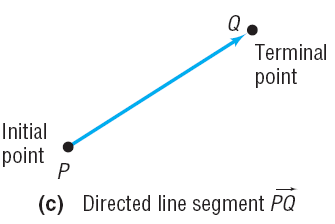 Q
Terminal
point
Initial
point
P
(c) Directed line segment PQ